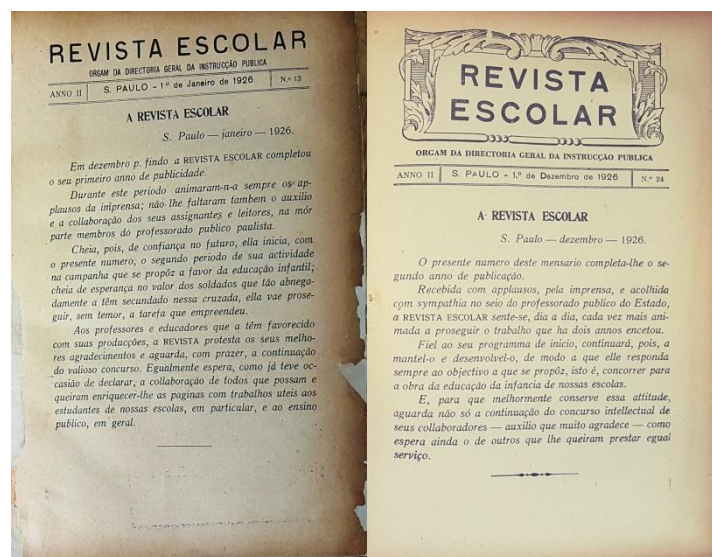 REVISTA ESCOLAR
ORGAM DA DIRECTORIA GERAL DA INSTRUCÇÃO PUBLICA
ANNO II
S. PAULO - 1º de Janeiro de 1926
N.º 13
A REVISTA ESCOLAR
S. Paulo — janeiro — 1926.
Em dezembro p. findo a REVISTA ESCOLAR completou
o seu primeiro anno de publicidade.
Durante este periodo animaram-n-a sempre os ap-
plausos da imprensa; não lhe faltaram tambem o auxilio
e a collaboração dos seus assignantes e leitores, na mór
parte membros do professorado publico paulista.
Cheia, pois, de confiança no futuro, ella inicia, com
o presente numero, o segundo periodo de sua actividade
na campanha que se propôz a favor da educação infantil;
cheia de esperança no valor dos soldados que tão abnega-
damente a têm secundado nessa cruzada, ella vae prose-
guir, sem temor, a tarefa que empreendeu.
Aos professores e educadores que a têm favorecido
com suas producções, a REVISTA protesta os seus melho-
res agradecimentos e aguarda, com prazer, a continuação
do valioso concurso. Egualmente espera, como já teve oc-
casião de declarar, a collaboração de todos que possam e
queiram enriquecer-lhe as paginas com trabalhos uteis aos
estudantes de nossas escolas, em particular, e ao ensino
publico, em geral.
REVISTA
ESCOLAR
ORGAM DA DIRECTORIA GERAL DA INSTRUCÇÃO PUBLICA
ANNO II
S. PAULO - 1.º de Dezembro de 1926
N.º 24
A REVISTA ESCOLAR
S. Paulo — dezembro — 1926.
O presente numero deste mensario completa-lhe o se-
gundo anno de publicação.
Recebida com applausos, pela imprensa, e acolhida
com sympathia no seio do professorado publico do Estado,
a REVISTA ESCOLAR sente-se, dia a dia, cada vez mais ani-
mada a proseguir o trabalho que ha dois annos encetou.
Fiel ao seu programma de inicio, continuará, pois, a
mantel-o e desenvolvel-o, de modo a que elle responda
sempre ao objectivo a que se propôz, isto é, concorrer para
a obra da educação da infancia de nossas escolas.
E, para que melhormente conserve essa attitude,
aguarda não só a continuação do concurso intellectual de
seus collaboradores — auxilio que muito agradece — como
espera ainda o de outros que lhe queiram prestar egual
serviço.